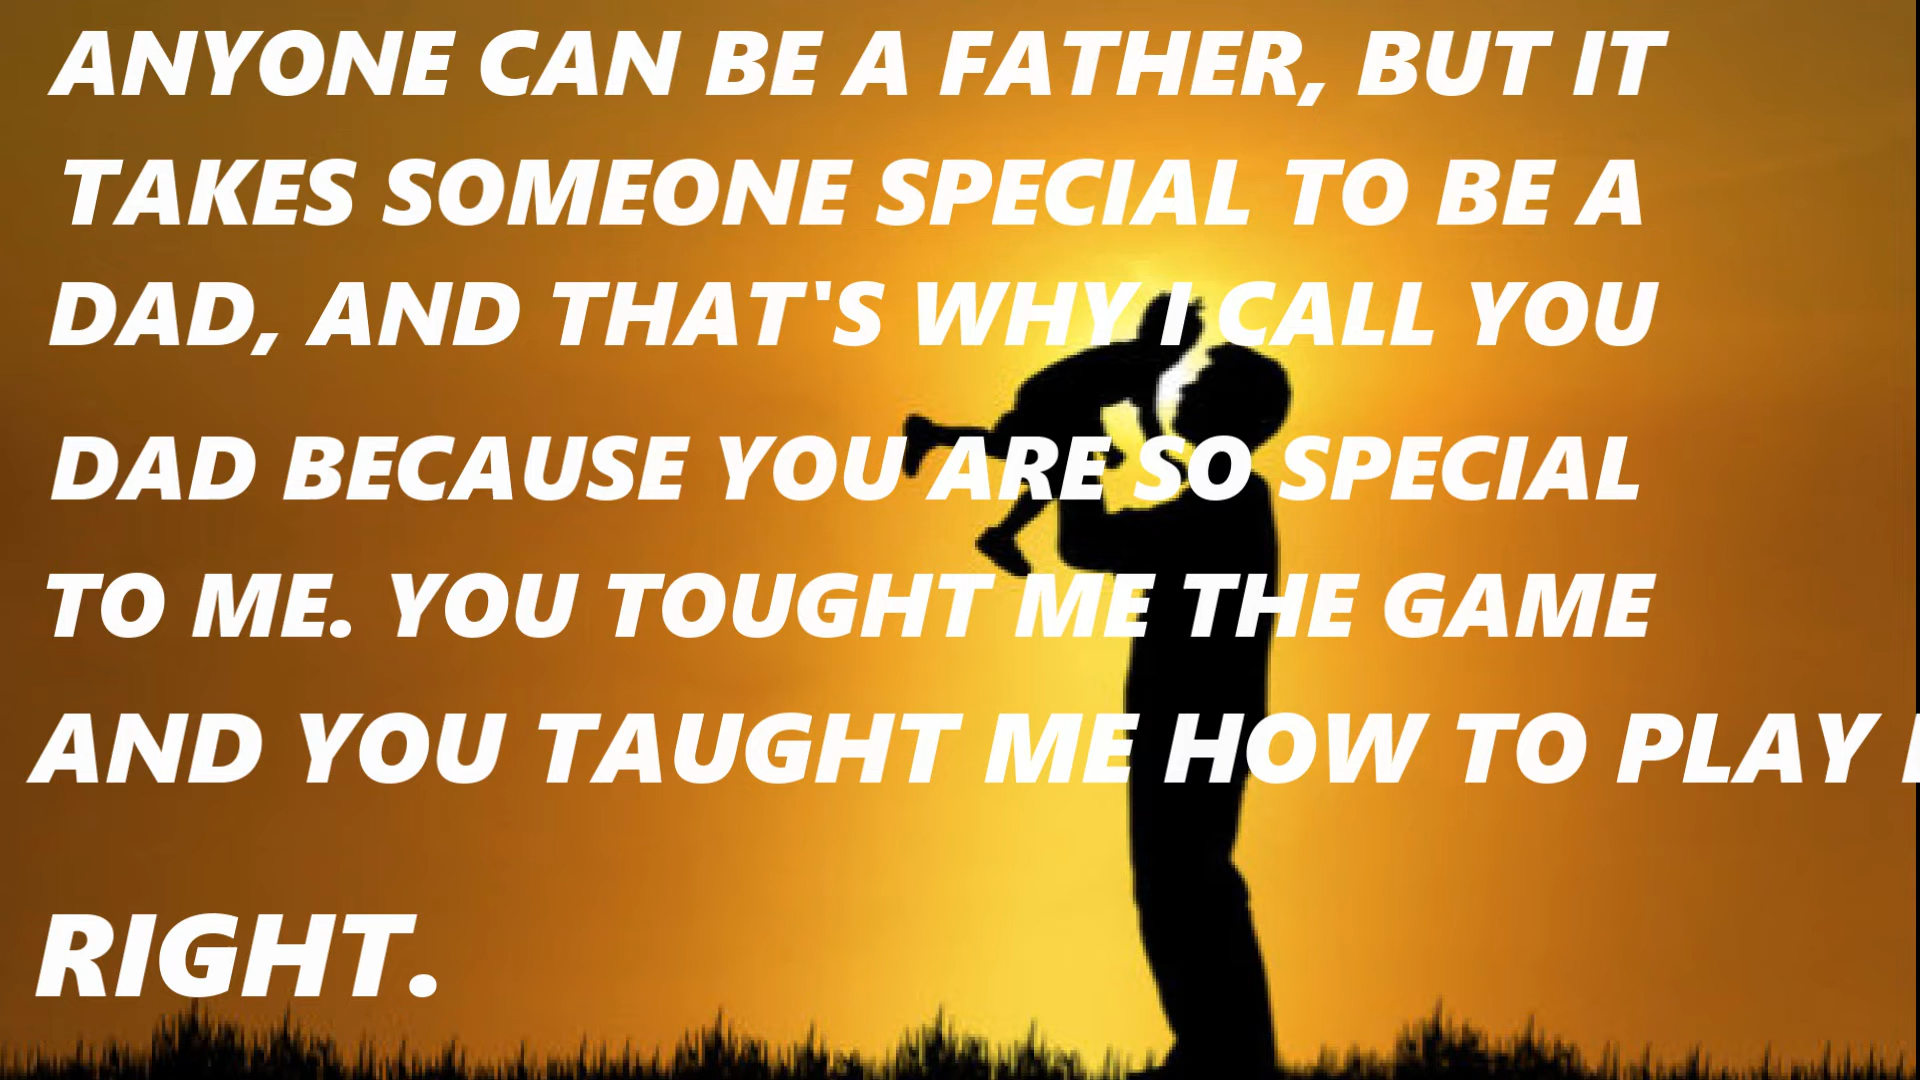 ANYONE CAN BE A FATHER, BUT IT
TAKES SOMEONE SPECIAL TO BE A
DAD, AND THAT'S WHY I CALL YOU
DAD BECAUSE YOU ARE SO SPECIAL
TO ME. YOU TOUGHT ME THE GAME
AND YOU TAUGHT ME HOW TO PLAY
RIGHT.